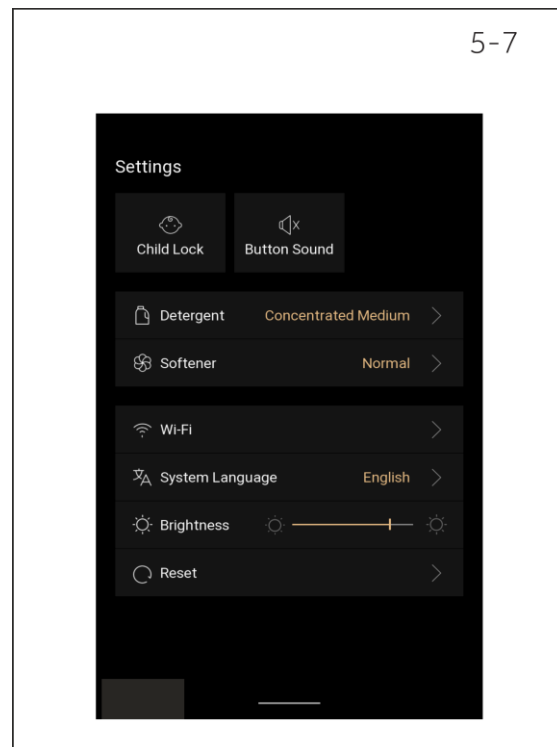 5-7
Settings
Child Lock
Button Sound
Detergent Concentrated Medium
Softener Normal
Wi-Fi
System Language English
Brightness
Reset